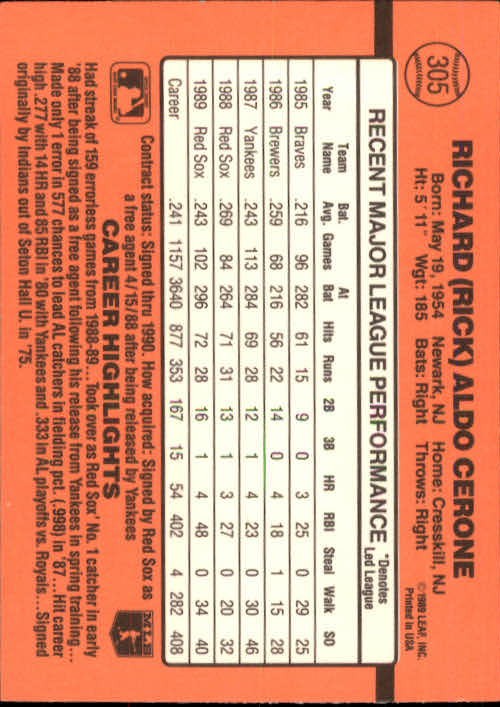 305
RICHARD (RICK) ALDO CERONE
Born: May 19, 1954 Newark, NJ Home: Cresskill, NJ
Ht: 5' 11" Wgt: 185 Bats: Right Throws: Right
©1989 LEAF, INC.
Printed in USA
RECENT MAJOR LEAGUE PERFORMANCE *Denotes Led League
Year Team Name Bat. Avg. Games At Bat Hits Runs 2B 3B HR RBI Steal Walk SO
1985 Braves .216 96 282 61 15 9 0 3 25 0 29 25
1986 Brewers .259 68 216 56 22 14 0 4 18 1 15 28
1987 Yankees .243 113 284 69 28 12 1 4 23 0 30 46
1988 Red Sox .269 84 264 71 31 13 1 3 27 0 20 32
1989 Red Sox .243 102 296 72 28 16 1 4 48 0 34 40
Career .241 1157 3640 877 353 167 15 54 402 4 282 408
Contract status: Signed thru 1990. How acquired: Signed by Red Sox as
a free agent 4/15/88 after being released by Yankees
CAREER HIGHLIGHTS
MLB
Had streak of 159 errorless games from 1988-89...Took over as Red Sox' No. 1 catcher in early
'88 after being signed as a free agent following his release from Yankees in spring training...
Made only 1 error in 577 chances to lead AL catchers in fielding pct. (.998) in '87...Hit career
high .277 with 14 HR and 85 RBI in '80 with Yankees and .333 in AL playoffs vs. Royals...Signed
originally by Indians out of Seton Hall U. in '75.